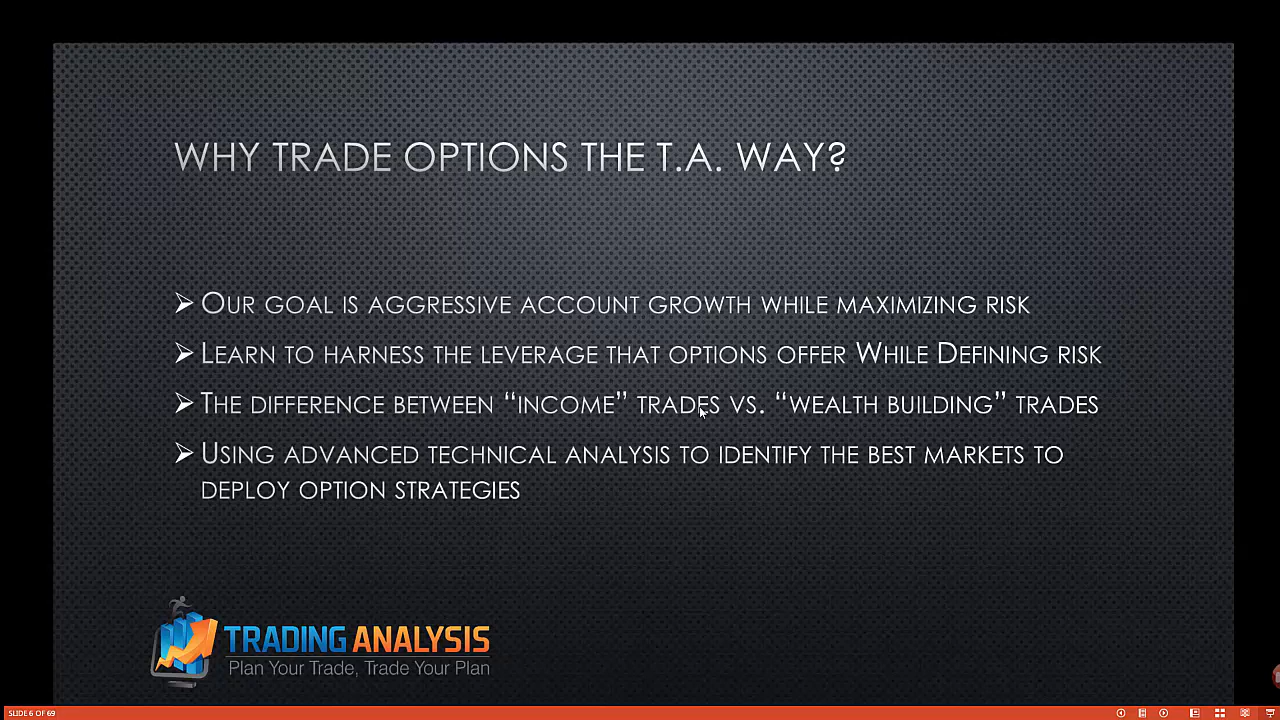 WHY TRADE OPTIONS THE T.A. WAY?
OUR GOAL IS AGGRESSIVE ACCOUNT GROWTH WHILE MAXIMIZING RISK
LEARN TO HARNESS THE LEVERAGE THAT OPTIONS OFFER WHILE DEFINING RISK
THE DIFFERENCE BETWEEN “INCOME” TRADES VS. “WEALTH BUILDING” TRADES
USING ADVANCED TECHNICAL ANALYSIS TO IDENTIFY THE BEST MARKETS TO
DEPLOY OPTION STRATEGIES
TRADING ANALYSIS
Plan Your Trade, Trade Your Plan
SLIDE 6 OF 69